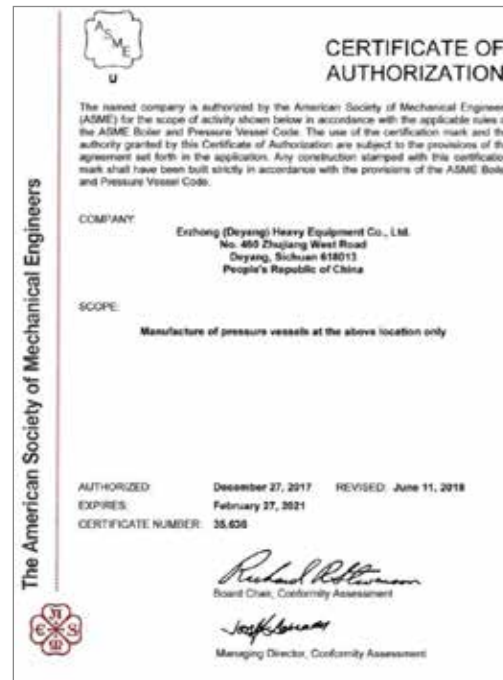 ASME
U
CERTIFICATE OF
AUTHORIZATION
The named company is authorized by the American Society of Mechanical Enginee
(ASME) for the scope of activity shown below in accordance with the applicable rules o
the ASME Boiler and Pressure Vessel Code. The use of the certification mark and th
authority granted by this Certificate of Authorization are subject to the provisions of th
agreement set forth in the application. Any construction stamped with this certificatio
mark shall have been built strictly in accordance with the provisions of the ASME Boile
and Pressure Vessel Code.
COMPANY:
Erzhong (Deyang) Heavy Equipment Co., Ltd.
No. 460 Zhujiang West Road
Deyang, Sichuan 618013
People's Republic of China
SCOPE:
Manufacture of pressure vessels at the above location only
AUTHORIZED: December 27, 2017 REVISED: June 11, 2018
EXPIRES: February 27, 2021
CERTIFICATE NUMBER: 35,636
Board Chair, Conformity Assessment
Managing Director, Conformity Assessment
The American Society of Mechanical Engineers
ASME